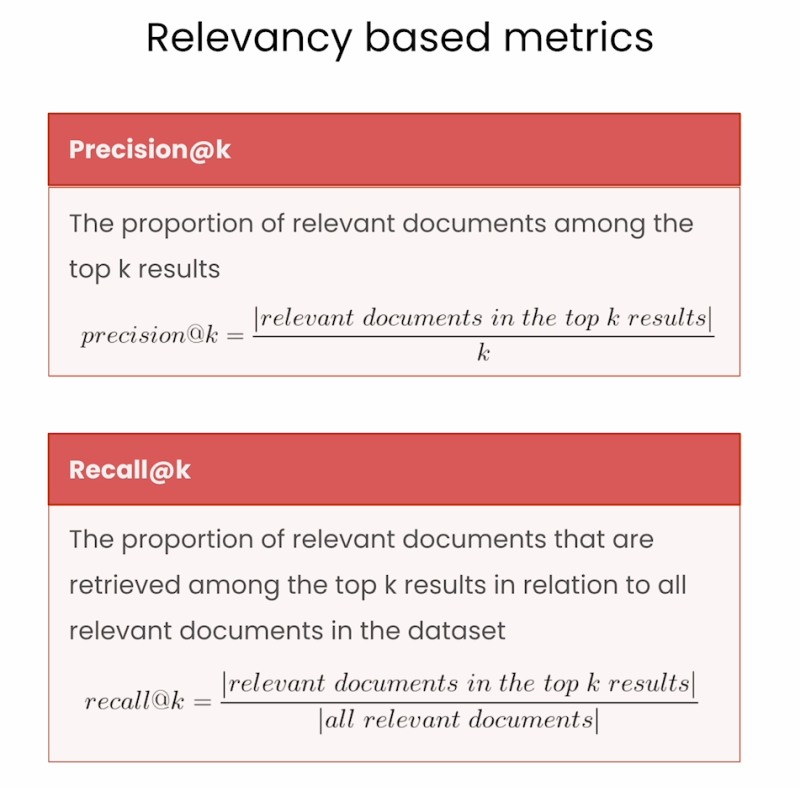 Relevancy based metrics
Precision@k
The proportion of relevant documents among the
top k results
precision@k = |relevant documents in the top k results| / k
Recall@k
The proportion of relevant documents that are
retrieved among the top k results in relation to all
relevant documents in the dataset
recall@k = |relevant documents in the top k results| / |all relevant documents|